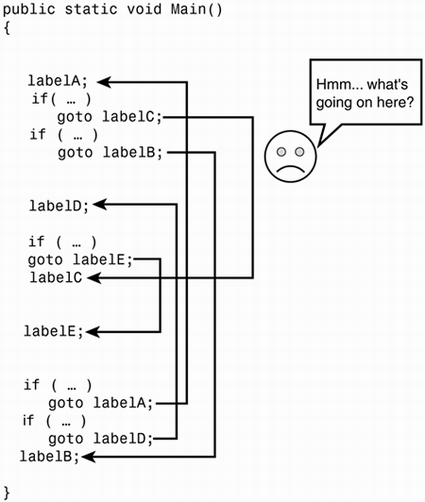 public static void Main()
{
labelA;
if( … )
goto labelC;
if ( … )
goto labelB;
Hmm... what's
going on here?
labelD;
if ( … )
goto labelE;
labelC
labelE;
if ( … )
goto labelA;
if ( … )
goto labelD;
labelB;
}